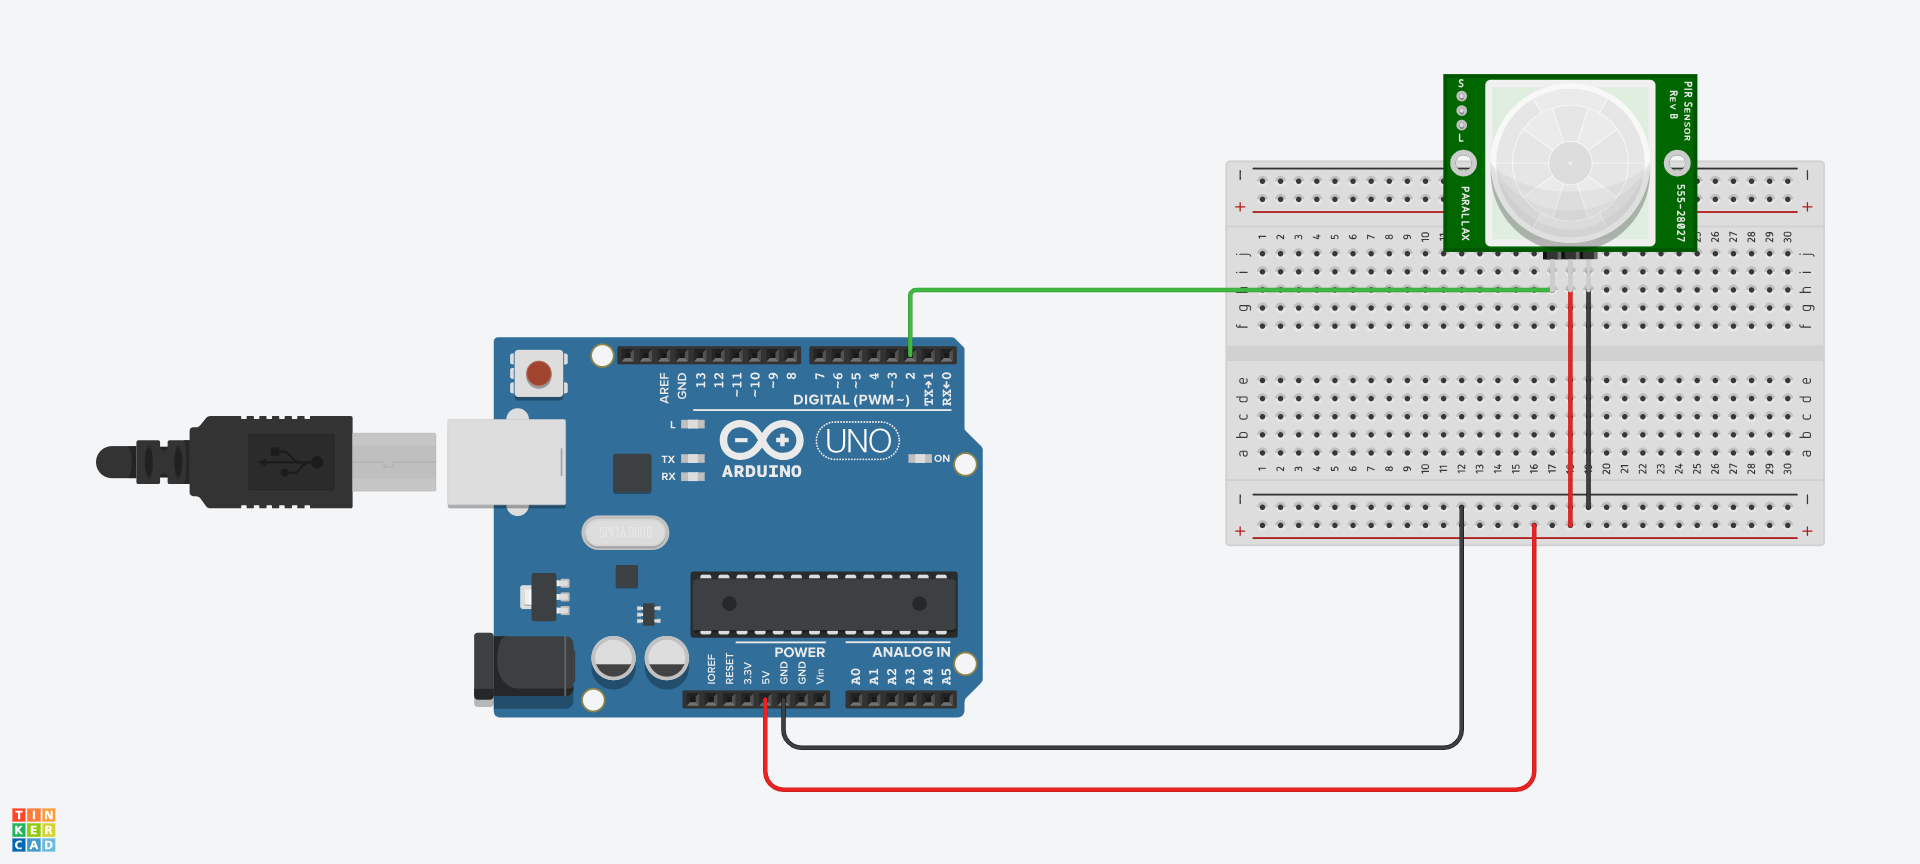 S
L
PIR SENSOR
REV B
PARALLAX
555-28027
− −
+ +
1 2 3 4 5 6 7 8 9 10 26 27 28 29 30
j j
i i
h h
g g
f f
e e
d d
c c
b b
a a
1 2 3 4 5 6 7 8 9 10 11 12 13 14 15 16 17 20 21 22 23 24 25 26 27 28 29 30
− −
+ +
AREF GND 13 12 ~11 ~10 ~9 8 7 ~6 ~5 4 ~3 2 TX→1 RX←0
DIGITAL (PWM~)
L
TX
RX
ARDUINO
UNO
ON
SPK16.000G
POWER
ANALOG IN
IOREF RESET 3.3V 5V GND GND Vin A0 A1 A2 A3 A4 A5
TIN
KER
CAD